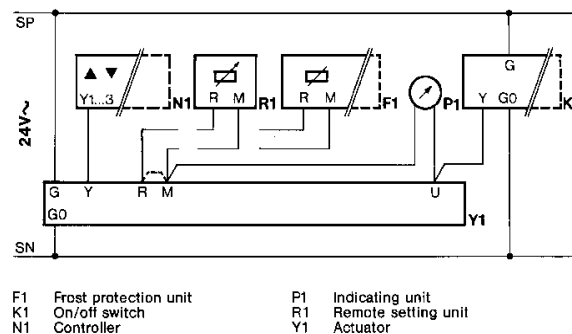 SP
24V~
▲ ▼
Y1...3
N1
R M
R1
R M
F1
P1
G
Y G0
K
G Y R M U
G0
Y1
SN
F1 Frost protection unit
K1 On/off switch
N1 Controller
P1 Indicating unit
R1 Remote setting unit
Y1 Actuator